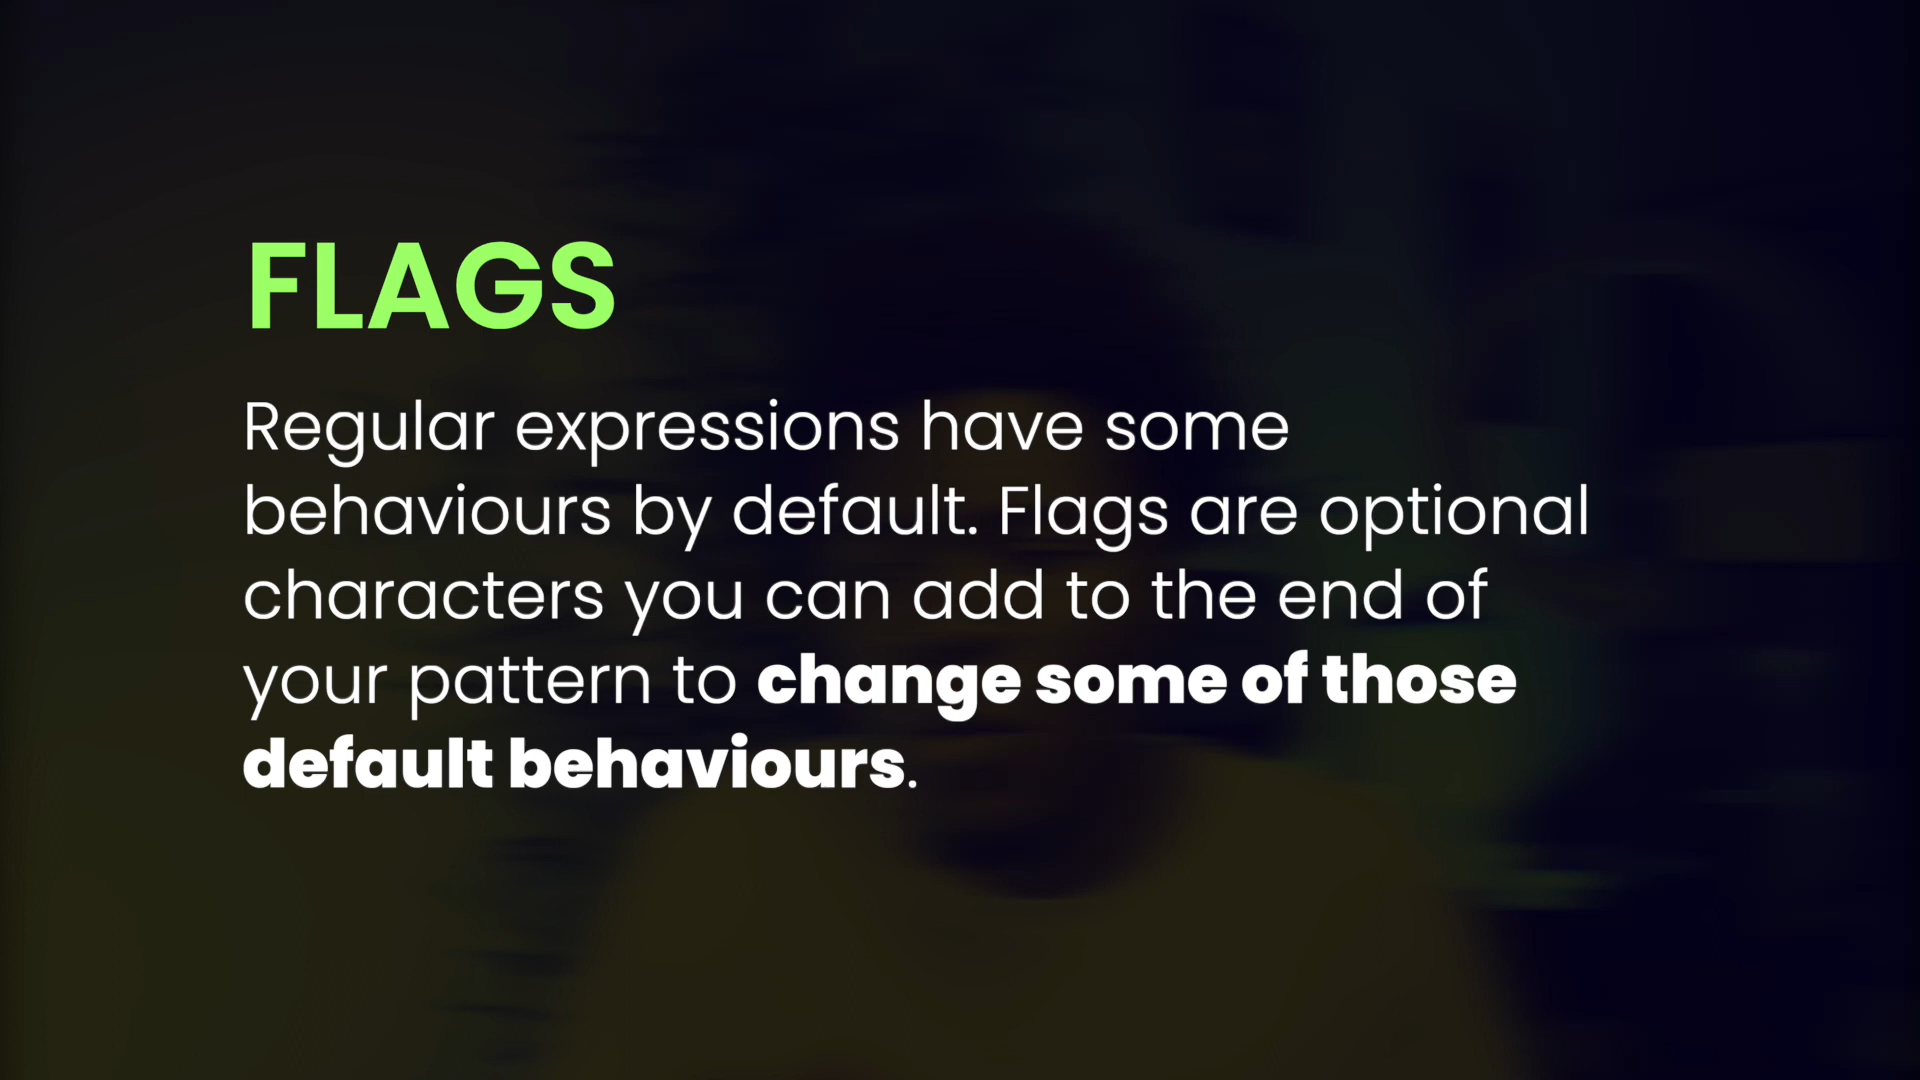 FLAGS
Regular expressions have some
behaviours by default. Flags are optional
characters you can add to the end of
your pattern to change some of those
default behaviours.